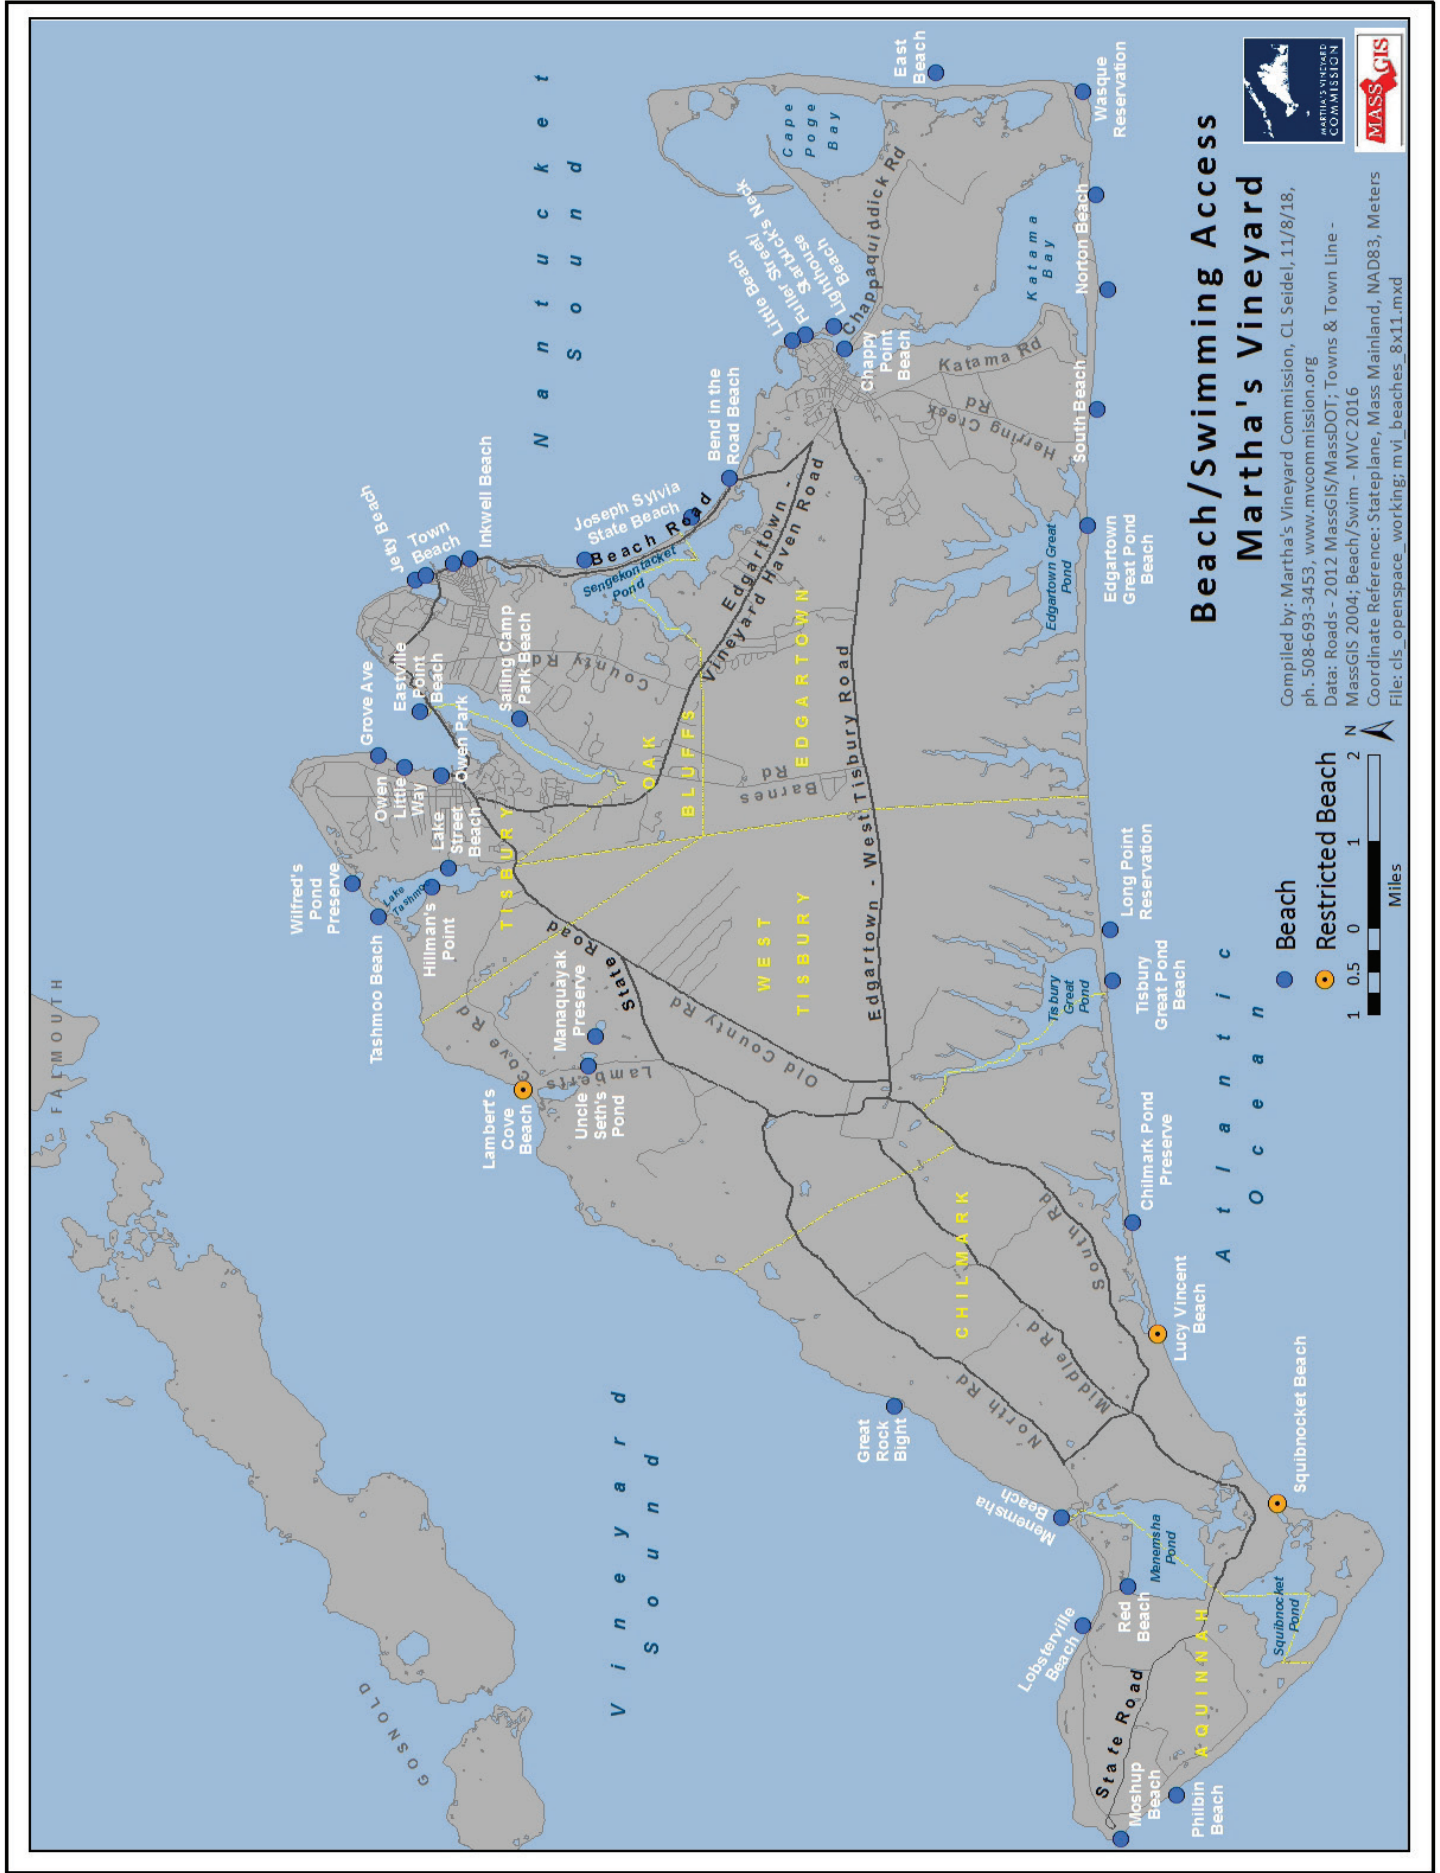 FALMOUTH
GOSNOLD
Vineyard
Sound
Nantucket
Sound
Atlantic
Ocean
Wilfred's
Pond
Preserve
Tashmoo Beach
Lake
Hillman's
Point
Lake
Street
Beach
Owen
Little
Way
Grove Ave
Owen Park
Eastville
Point
Beach
Sailing Camp
Park Beach
Jetty Beach
Town
Beach
Inkwell Beach
Joseph Sylvia
State Beach
Bend in the
Road Beach
Beach Road
Sengekontacket
Pond
Little Beach
Fuller Street/
Starbuck's Neck
Lighthouse
Beach
Chappy
Point
Beach
Chappaquiddick Rd
Cape
Poge
Bay
East
Beach
Wasque
Reservation
Katama
Bay
Norton Beach
South Beach
Katama Rd
Herring Creek
Rd
Edgartown Great
Pond
Edgartown
Great Pond
Beach
Edgartown -
Vineyard Haven Road
County Rd
Barnes
Rd
OAK
BLUFFS
EDGARTOWN
TISBURY
WEST
TISBURY
Edgartown - West Tisbury Road
State Road
Old County Rd
Manaquayak
Preserve
Uncle
Seth's
Pond
Lambert's
Cove Rd
Lambert's
Cove
Beach
Long Point
Reservation
Tisbury
Great
Pond
Tisbury
Great Pond
Beach
Chilmark Pond
Preserve
CHILMARK
South Rd
Middle Rd
North Rd
Lucy Vincent
Beach
Great
Rock
Bight
Menemsha
Beach
Menemsha
Pond
Squibnocket Beach
Squibnocket
Pond
Red
Beach
Lobsterville
Beach
AQUINNAH
State Road
Moshup
Beach
Philbin
Beach
Beach/Swimming Access
Martha's Vineyard
Compiled by: Martha's Vineyard Commission, CL Seidel, 11/8/18,
ph. 508-693-3453, www.mvcommission.org
Data: Roads - 2012 MassGIS/MassDOT; Towns & Town Line -
MassGIS 2004; Beach/Swim - MVC 2016
Coordinate Reference: Stateplane, Mass Mainland, NAD83, Meters
File: cls_openspace_working; mvi_beaches_8x11.mxd
MARTHA'S VINEYARD
COMMISSION
MASSGIS
Beach
Restricted Beach
1 0.5 0 1 2
Miles
N